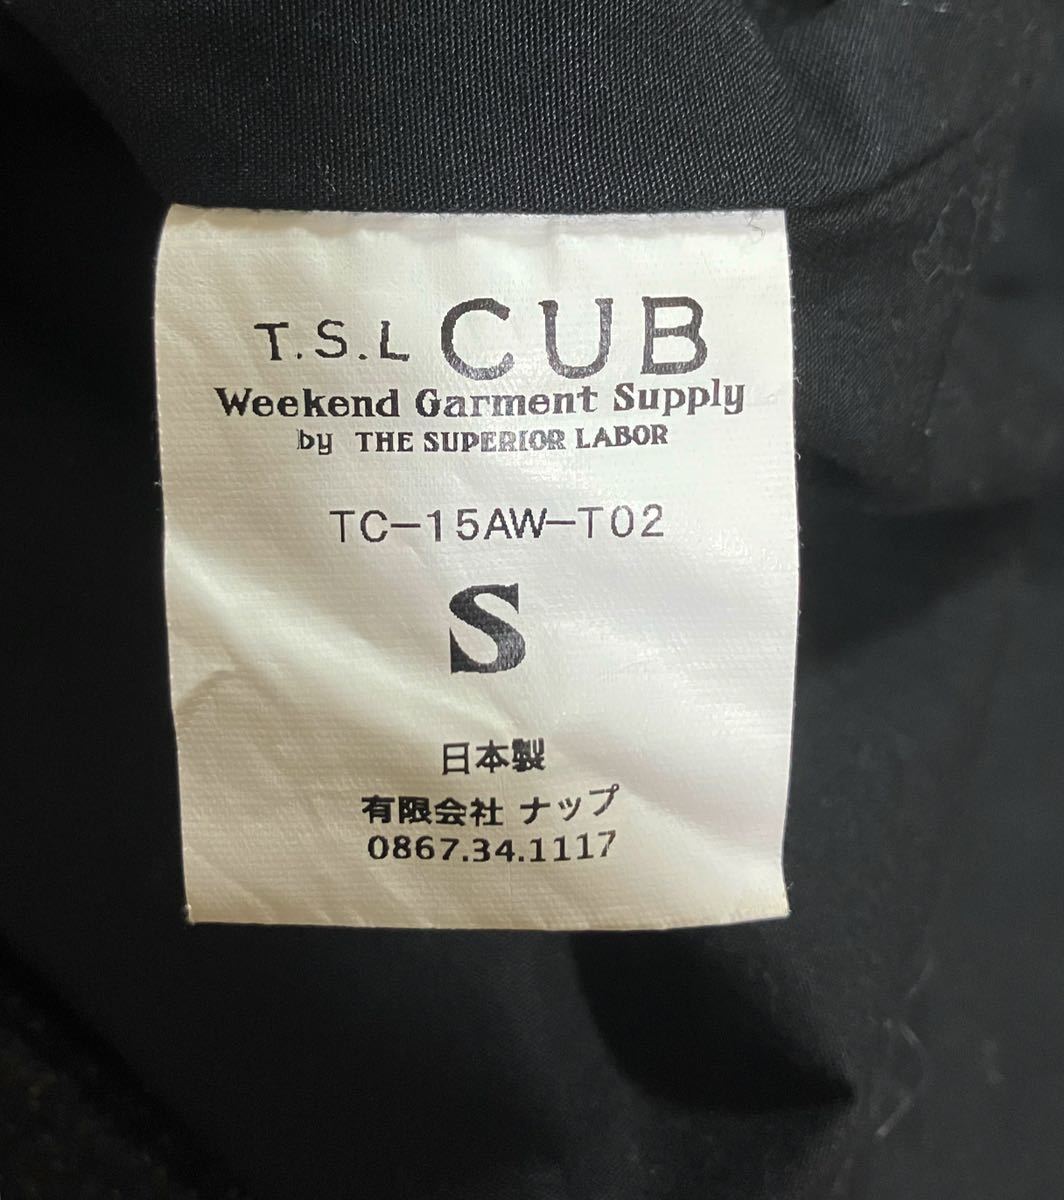 T.S.L CUB
Weekend Garment Supply
by THE SUPERIOR LABOR
TC-15AW-T02
S
日本製
有限会社 ナップ
0867.34.1117